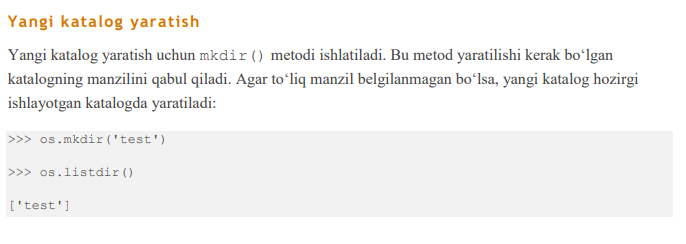 Yangi katalog yaratish
Yangi katalog yaratish uchun mkdir() metodi ishlatiladi. Bu metod yaratilishi kerak bo‘lgan
katalogning manzilini qabul qiladi. Agar to‘liq manzil belgilanmagan bo‘lsa, yangi katalog hozirgi
ishlayotgan katalogda yaratiladi:
>>> os.mkdir('test')
>>> os.listdir()
['test']